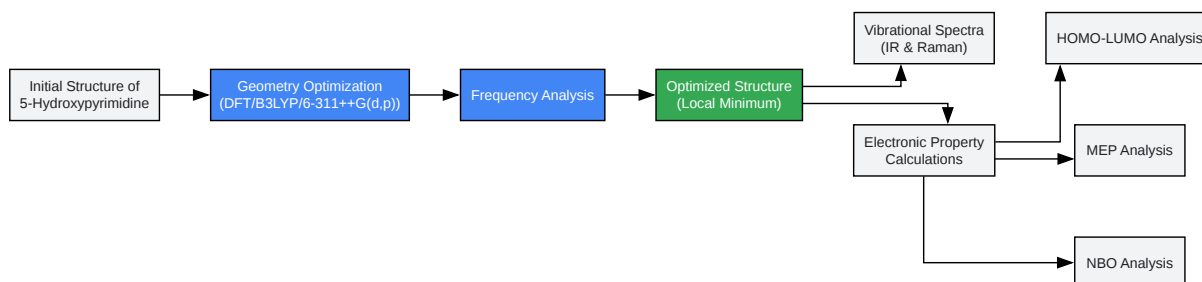 Initial Structure of
5-Hydroxypyrimidine
Geometry Optimization
(DFT/B3LYP/6-311++G(d,p))
Frequency Analysis
Optimized Structure
(Local Minimum)
Vibrational Spectra
(IR & Raman)
Electronic Property
Calculations
HOMO-LUMO Analysis
MEP Analysis
NBO Analysis